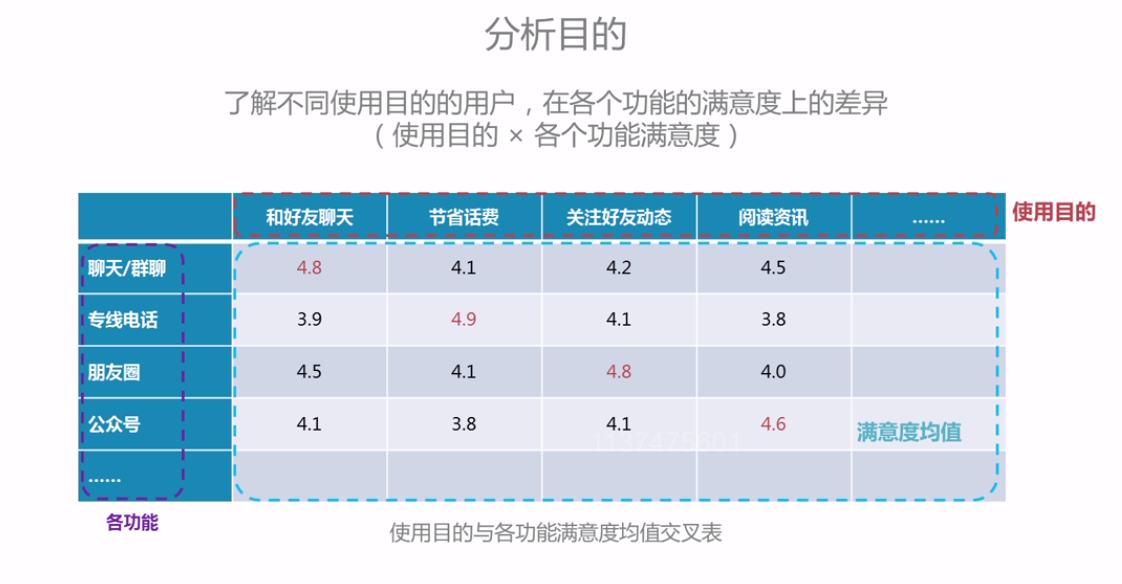 分析目的
了解不同使用目的的用户，在各个功能的满意度上的差异
（使用目的 × 各个功能满意度）
和好友聊天 节省话费 关注好友动态 阅读资讯 ......
使用目的
聊天/群聊 4.8 4.1 4.2 4.5
专线电话 3.9 4.9 4.1 3.8
朋友圈 4.5 4.1 4.8 4.0
公众号 4.1 3.8 4.1 4.6
满意度均值
......
各功能
使用目的与各功能满意度均值交叉表